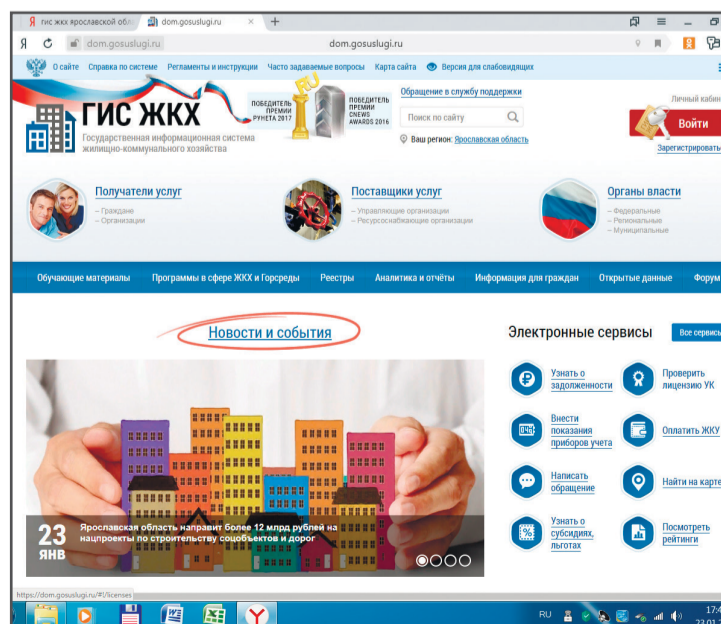 Я гис жкх ярославской обл
dom.gosuslugi.ru
Я dom.gosuslugi.ru
dom.gosuslugi.ru
О сайте Справка по системе Регламенты и инструкции Часто задаваемые вопросы Карта сайта Версия для слабовидящих
ГИС ЖКХ
Государственная информационная система
жилищно-коммунального хозяйства
ПОБЕДИТЕЛЬ
ПРЕМИИ
РУНЕТА 2017
RU
ПОБЕДИТЕЛЬ
ПРЕМИИ
CNEWS
AWARDS 2016
Обращение в службу поддержки
Поиск по сайту
Ваш регион: Ярославская область
Личный кабин
Войти
Зарегистрировать
Получатели услуг
– Граждане
– Организации
Поставщики услуг
– Управляющие организации
– Ресурсоснабжающие организации
Органы власти
– Федеральные
– Региональные
– Муниципальные
Обучающие материалы Программы в сфере ЖКХ и Горсреды Реестры Аналитика и отчёты Информация для граждан Открытые данные Форум
Новости и события
23
ЯНВ
Ярославская область направит более 12 млрд рублей на
нацпроекты по строительству соцобъектов и дорог
Электронные сервисы
Все сервисы
Узнать о
задолженности
Проверить
лицензию УК
Внести
показания
приборов учета
Оплатить ЖКУ
Написать
обращение
Найти на карте
Узнать о
субсидиях,
льготах
Посмотреть
рейтинги
https://dom.gosuslugi.ru/#!/licenses
RU
17:4
23.01.2